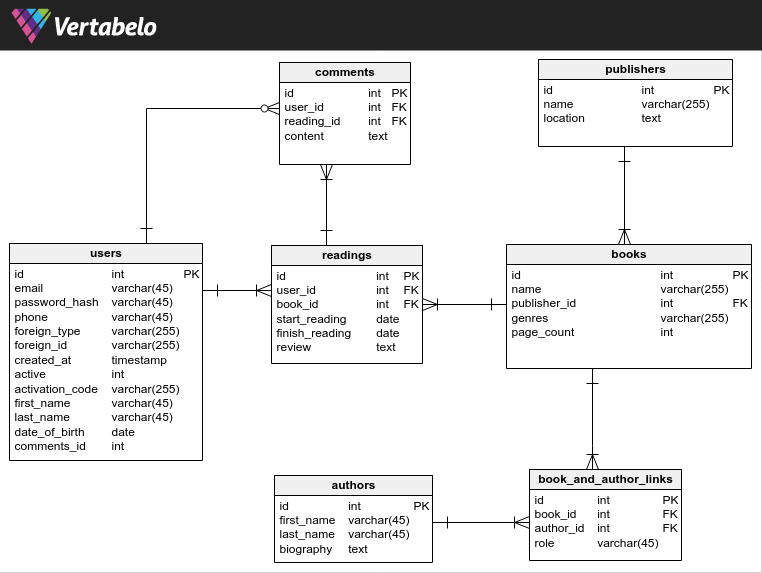 Vertabelo
comments
id int PK
user_id int FK
reading_id int FK
content text
publishers
id int PK
name varchar(255)
location text
users
id int PK
email varchar(45)
password_hash varchar(45)
phone varchar(45)
foreign_type varchar(255)
foreign_id varchar(255)
created_at timestamp
active int
activation_code varchar(255)
first_name varchar(45)
last_name varchar(45)
date_of_birth date
comments_id int
readings
id int PK
user_id int FK
book_id int FK
start_reading date
finish_reading date
review text
books
id int PK
name varchar(255)
publisher_id int FK
genres varchar(255)
page_count int
authors
id int PK
first_name varchar(45)
last_name varchar(45)
biography text
book_and_author_links
id int PK
book_id int FK
author_id int FK
role varchar(45)